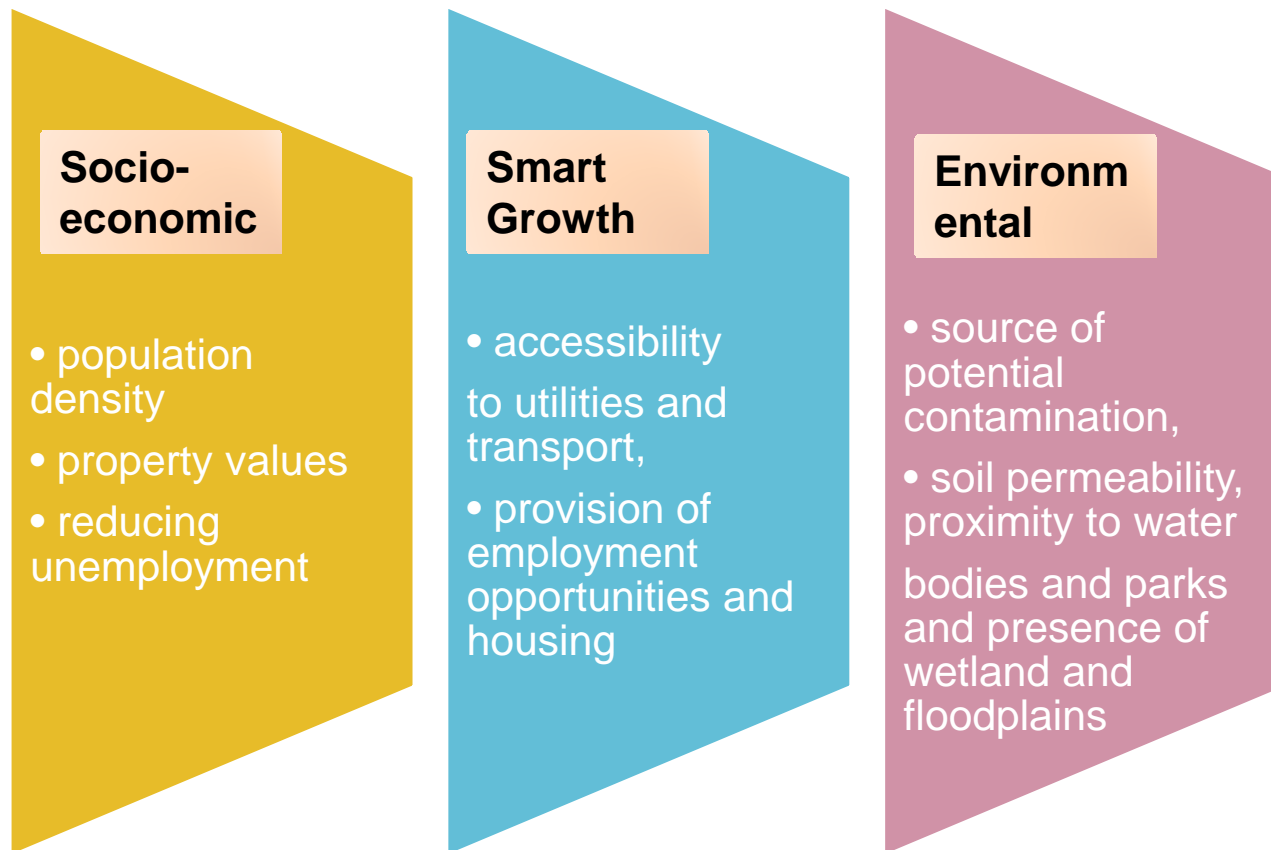 Socio-
economic
• population
density
• property values
• reducing
unemployment
Smart
Growth
• accessibility
to utilities and
transport,
• provision of
employment
opportunities and
housing
Environm
ental
• source of
potential
contamination,
• soil permeability,
proximity to water
bodies and parks
and presence of
wetland and
floodplains